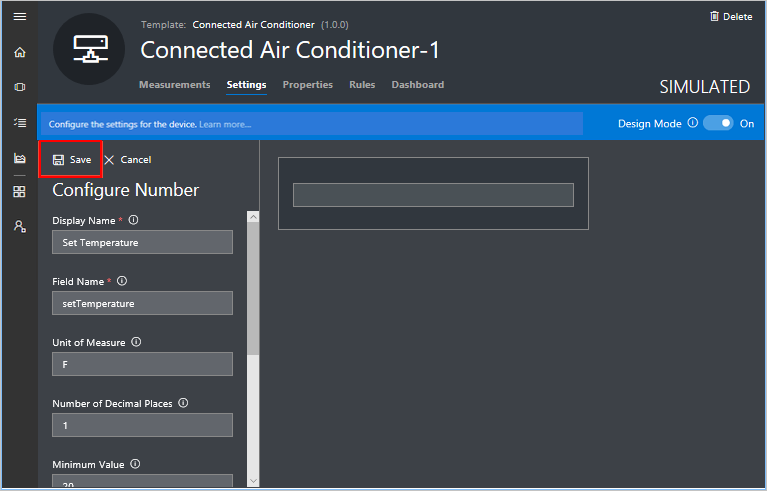 Delete
Template: Connected Air Conditioner (1.0.0)
Connected Air Conditioner-1
Measurements Settings Properties Rules Dashboard
SIMULATED
Configure the settings for the device. Learn more...
Design Mode On
Save Cancel
Configure Number
Display Name *
Set Temperature
Field Name *
setTemperature
Unit of Measure
F
Number of Decimal Places
1
Minimum Value
20